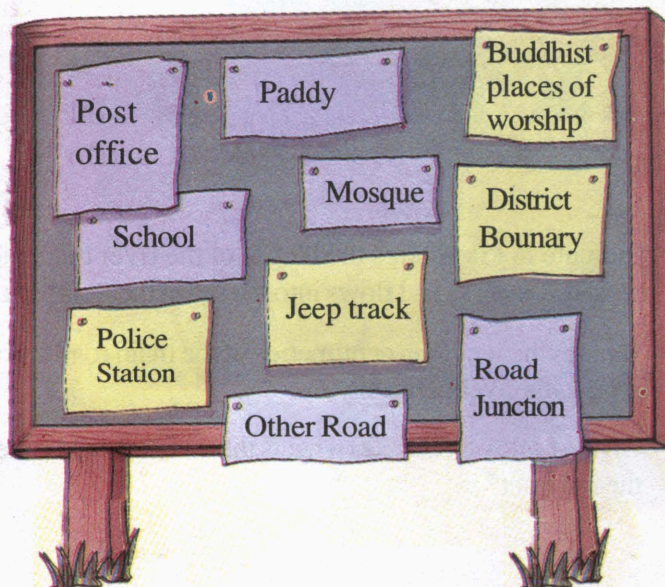 Post
office
Paddy
Buddhist
places of
worship
Mosque
District
Bounary
School
Jeep track
Police
Station
Road
Junction
Other Road